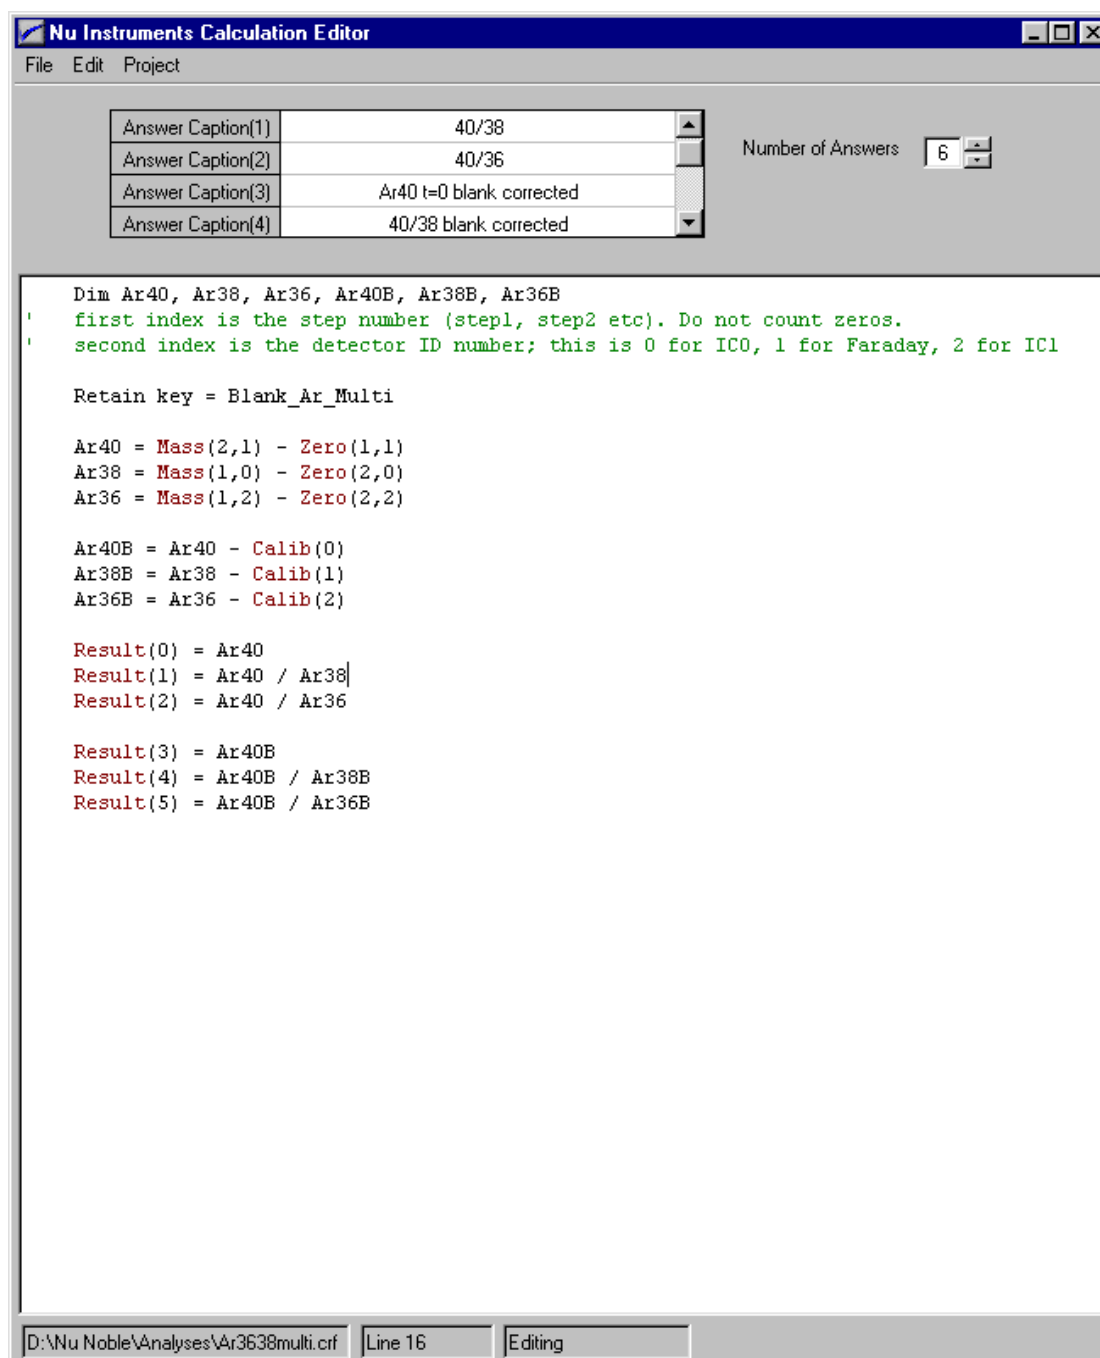 Nu Instruments Calculation Editor
File Edit Project
Answer Caption(1) 40/38
Answer Caption(2) 40/36
Answer Caption(3) Ar40 t=0 blank corrected
Answer Caption(4) 40/38 blank corrected
Number of Answers 6
Dim Ar40, Ar38, Ar36, Ar40B, Ar38B, Ar36B
' first index is the step number (step1, step2 etc). Do not count zeros.
' second index is the detector ID number; this is 0 for IC0, 1 for Faraday, 2 for IC1
Retain key = Blank_Ar_Multi
Ar40 = Mass(2,1) - Zero(1,1)
Ar38 = Mass(1,0) - Zero(2,0)
Ar36 = Mass(1,2) - Zero(2,2)
Ar40B = Ar40 - Calib(0)
Ar38B = Ar38 - Calib(1)
Ar36B = Ar36 - Calib(2)
Result(0) = Ar40
Result(1) = Ar40 / Ar38
Result(2) = Ar40 / Ar36
Result(3) = Ar40B
Result(4) = Ar40B / Ar38B
Result(5) = Ar40B / Ar36B
D:\Nu Noble\Analyses\Ar3638multi.crf Line 16 Editing